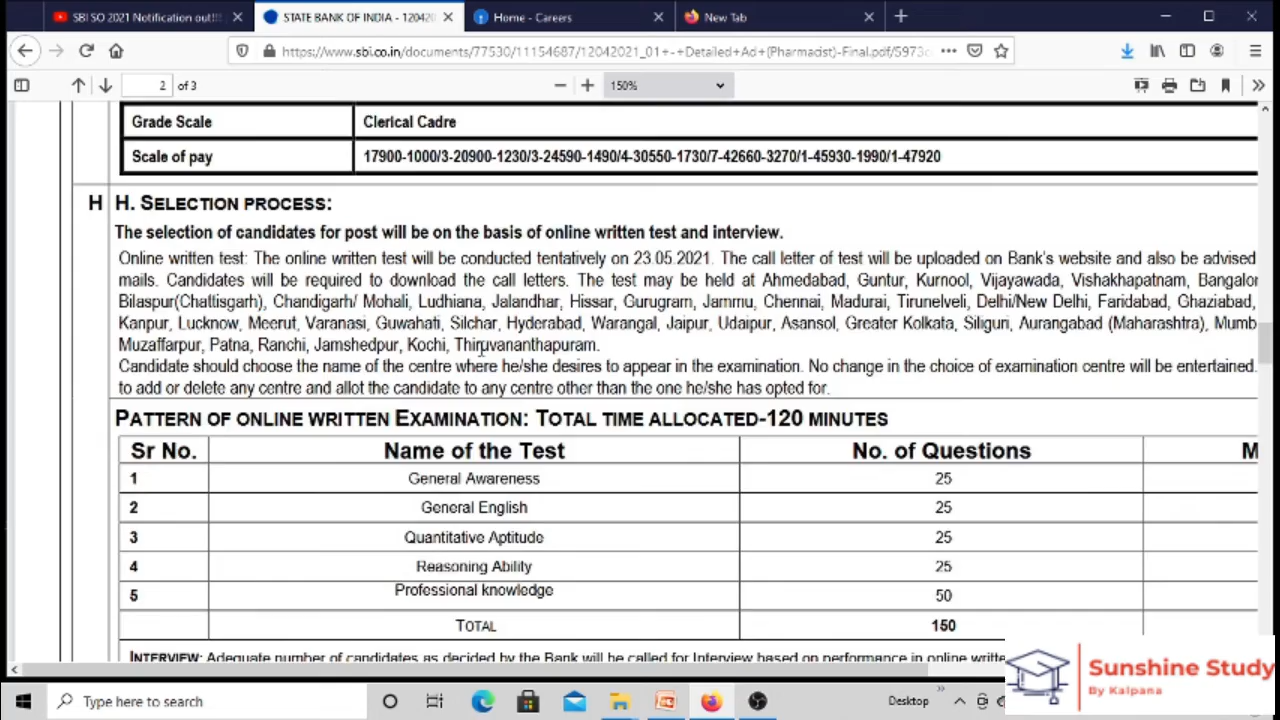 SBI SO 2021 Notification out!!!
STATE BANK OF INDIA - 120420
Home - Careers
New Tab
https://www.sbi.co.in/documents/77530/11154687/12042021_01+-+Detailed+Ad+(Pharmacist)-Final.pdf/5973c
2 of 3
150%
Grade Scale Clerical Cadre
Scale of pay 17900-1000/3-20900-1230/3-24590-1490/4-30550-1730/7-42660-3270/1-45930-1990/1-47920
H H. SELECTION PROCESS:
The selection of candidates for post will be on the basis of online written test and interview.
Online written test: The online written test will be conducted tentatively on 23.05.2021. The call letter of test will be uploaded on Bank's website and also be advised
mails. Candidates will be required to download the call letters. The test may be held at Ahmedabad, Guntur, Kurnool, Vijayawada, Vishakhapatnam, Bangalor
Bilaspur(Chattisgarh), Chandigarh/ Mohali, Ludhiana, Jalandhar, Hissar, Gurugram, Jammu, Chennai, Madurai, Tirunelveli, Delhi/New Delhi, Faridabad, Ghaziabad,
Kanpur, Lucknow, Meerut, Varanasi, Guwahati, Silchar, Hyderabad, Warangal, Jaipur, Udaipur, Asansol, Greater Kolkata, Siliguri, Aurangabad (Maharashtra), Mumb
Muzaffarpur, Patna, Ranchi, Jamshedpur, Kochi, Thiruvananthapuram.
Candidate should choose the name of the centre where he/she desires to appear in the examination. No change in the choice of examination centre will be entertained.
to add or delete any centre and allot the candidate to any centre other than the one he/she has opted for.
PATTERN OF ONLINE WRITTEN EXAMINATION: TOTAL TIME ALLOCATED-120 MINUTES
Sr No. Name of the Test No. of Questions M
1 General Awareness 25
2 General English 25
3 Quantitative Aptitude 25
4 Reasoning Ability 25
5 Professional knowledge 50
TOTAL 150
INTERVIEW: Adequate number of candidates as decided by the Bank will be called for Interview based on performance in online writte
Sunshine Study
By Kalpana
Type here to search
Desktop